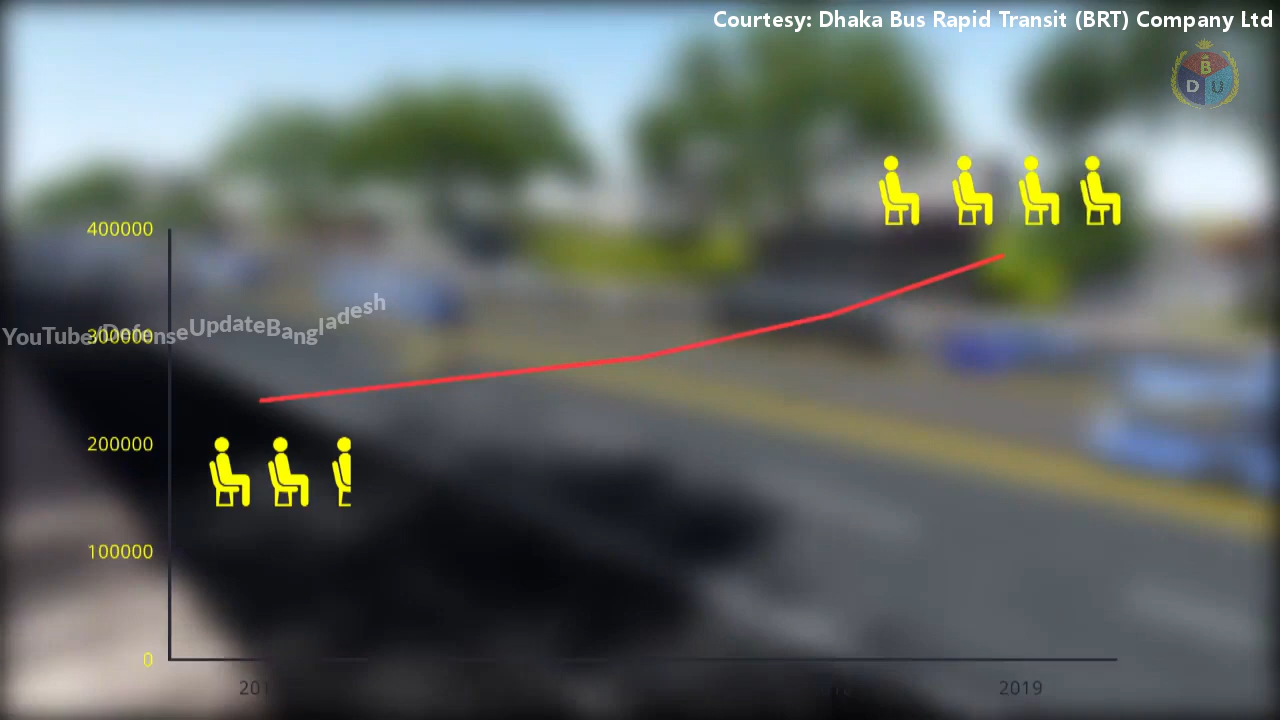 Courtesy: Dhaka Bus Rapid Transit (BRT) Company Ltd
B
D U
400000
YouTube/DefenseUpdateBangladesh
300000
200000
100000
0
2019